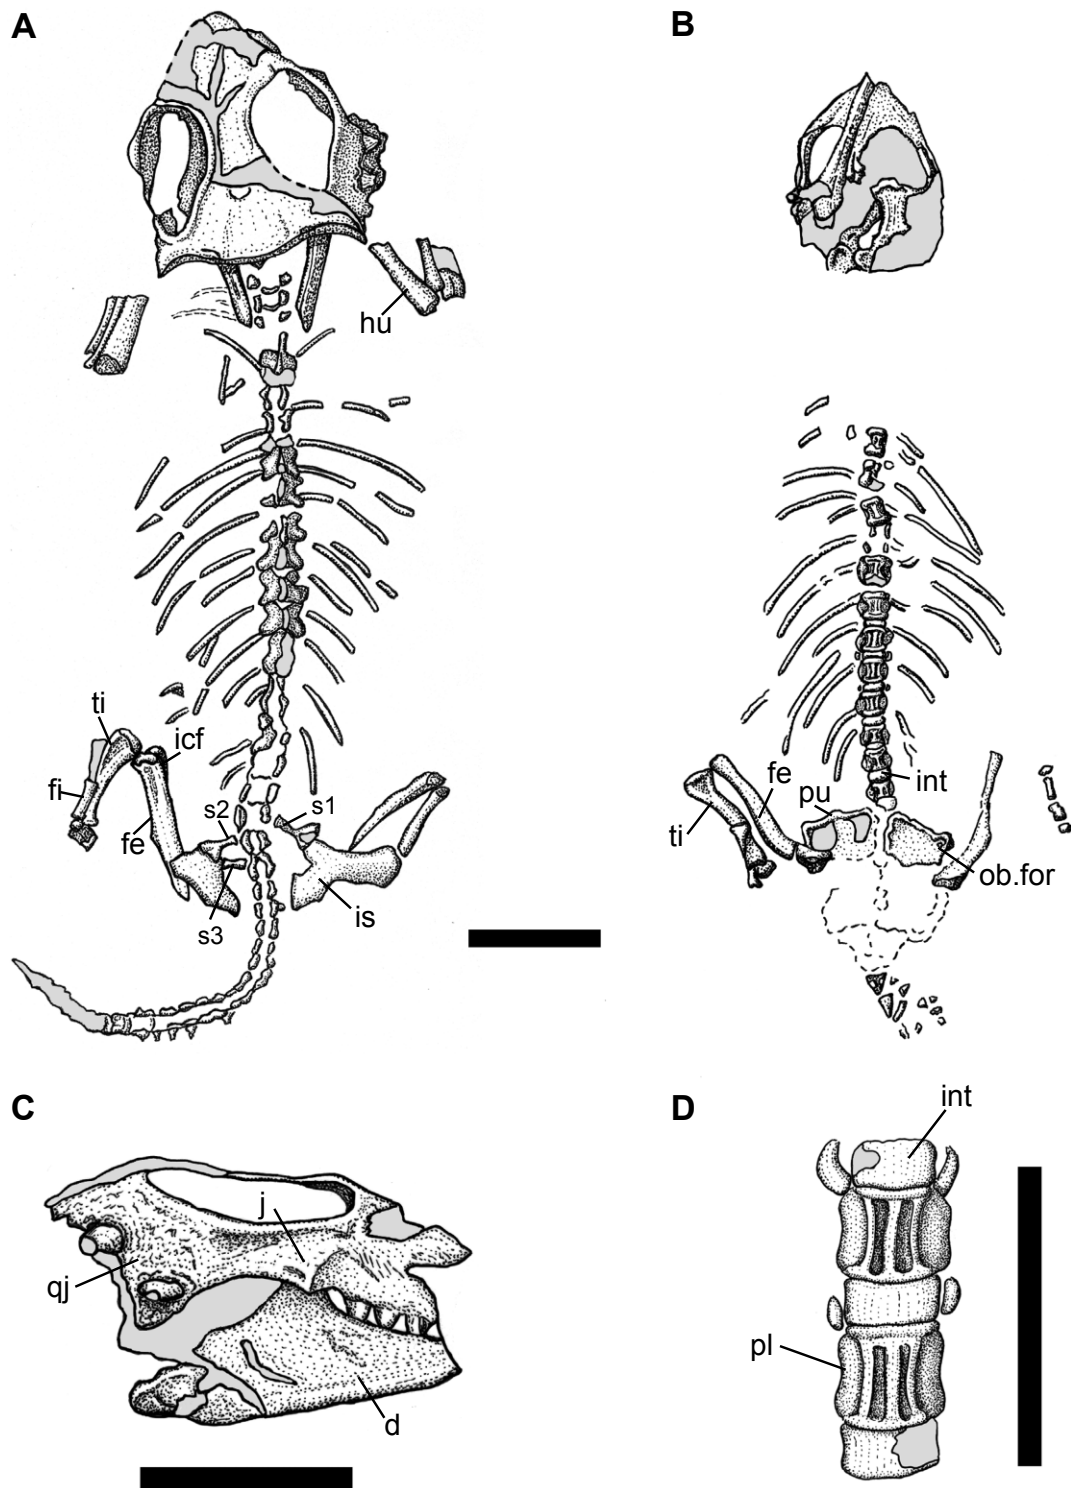 A
B
hu
ti
icf
fi
fe
s2
s1
s3
is
fe
pu
int
ti
ob.for
C
D
j
qj
d
int
pl